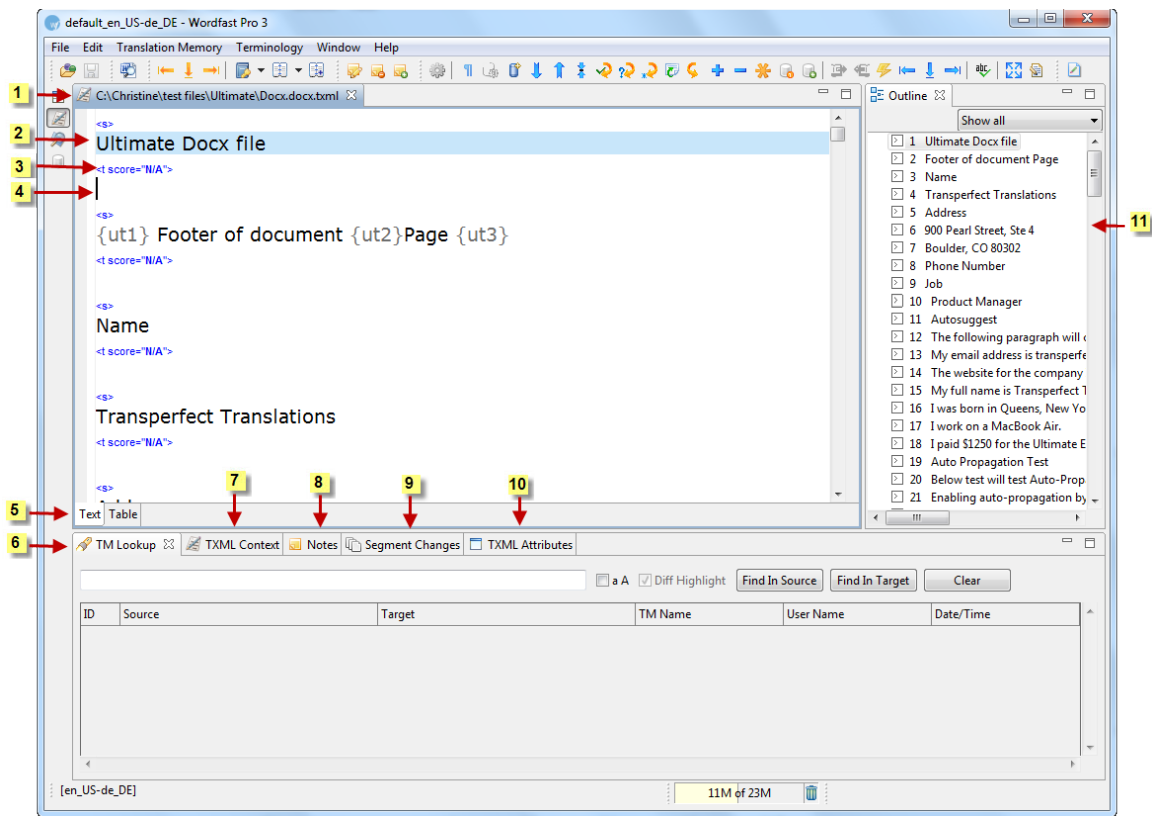 default_en_US-de_DE - Wordfast Pro 3
File Edit Translation Memory Terminology Window Help
1
C:\Christine\test files\Ultimate\Docx.docx.txml
Outline
Show all
<s>
2
Ultimate Docx file
3
<t score="N/A">
4
<s>
{ut1} Footer of document {ut2}Page {ut3}
<t score="N/A">
<s>
Name
<t score="N/A">
<s>
Transperfect Translations
<t score="N/A">
<s>
1 Ultimate Docx file
2 Footer of document Page
3 Name
4 Transperfect Translations
5 Address
6 900 Pearl Street, Ste 4
7 Boulder, CO 80302
8 Phone Number
9 Job
10 Product Manager
11 Autosuggest
12 The following paragraph will
13 My email address is transperfe
14 The website for the company
15 My full name is Transperfect T
16 I was born in Queens, New Yo
17 I work on a MacBook Air.
18 I paid $1250 for the Ultimate E
19 Auto Propagation Test
20 Below test will test Auto-Prop
21 Enabling auto-propagation by
11
7 8 9 10
5
Text Table
6
TM Lookup TXML Context Notes Segment Changes TXML Attributes
a A Diff Highlight Find In Source Find In Target Clear
ID Source Target TM Name User Name Date/Time
[en_US-de_DE]
11M of 23M